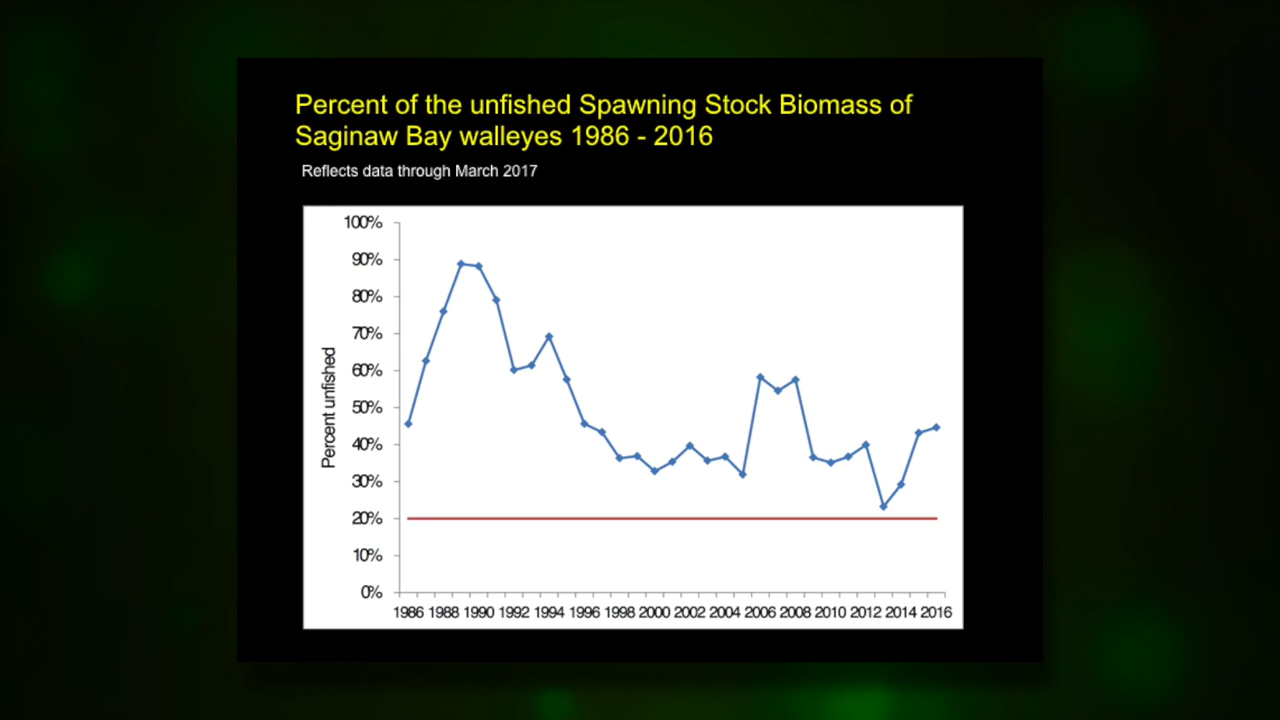 Percent of the unfished Spawning Stock Biomass of
Saginaw Bay walleyes 1986 - 2016
Reflects data through March 2017
100%
90%
80%
70%
60%
50%
40%
30%
20%
10%
0%
Percent unfished
1986 1988 1990 1992 1994 1996 1998 2000 2002 2004 2006 2008 2010 2012 2014 2016